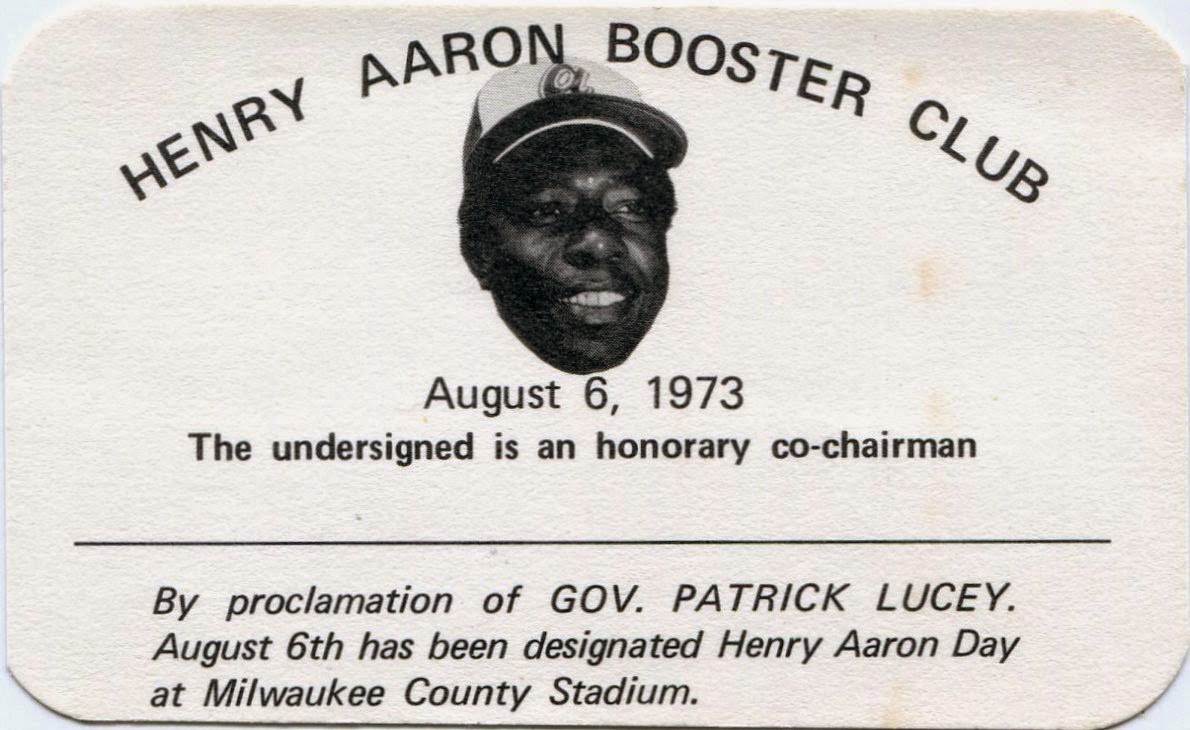 HENRY AARON BOOSTER CLUB
August 6, 1973
The undersigned is an honorary co-chairman
By proclamation of GOV. PATRICK LUCEY.
August 6th has been designated Henry Aaron Day
at Milwaukee County Stadium.